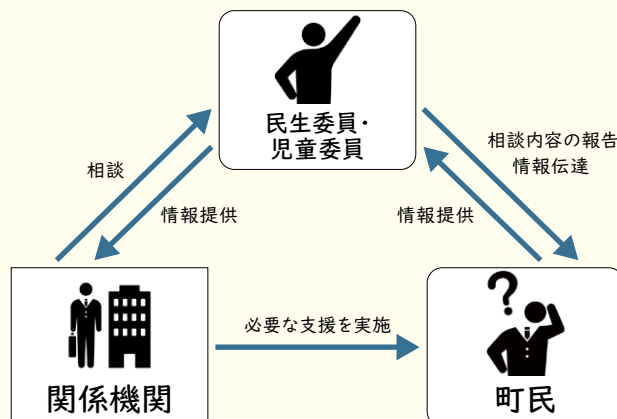 民生委員・
児童委員
相談
情報提供
相談内容の報告
情報伝達
情報提供
必要な支援を実施
関係機関
?
町民